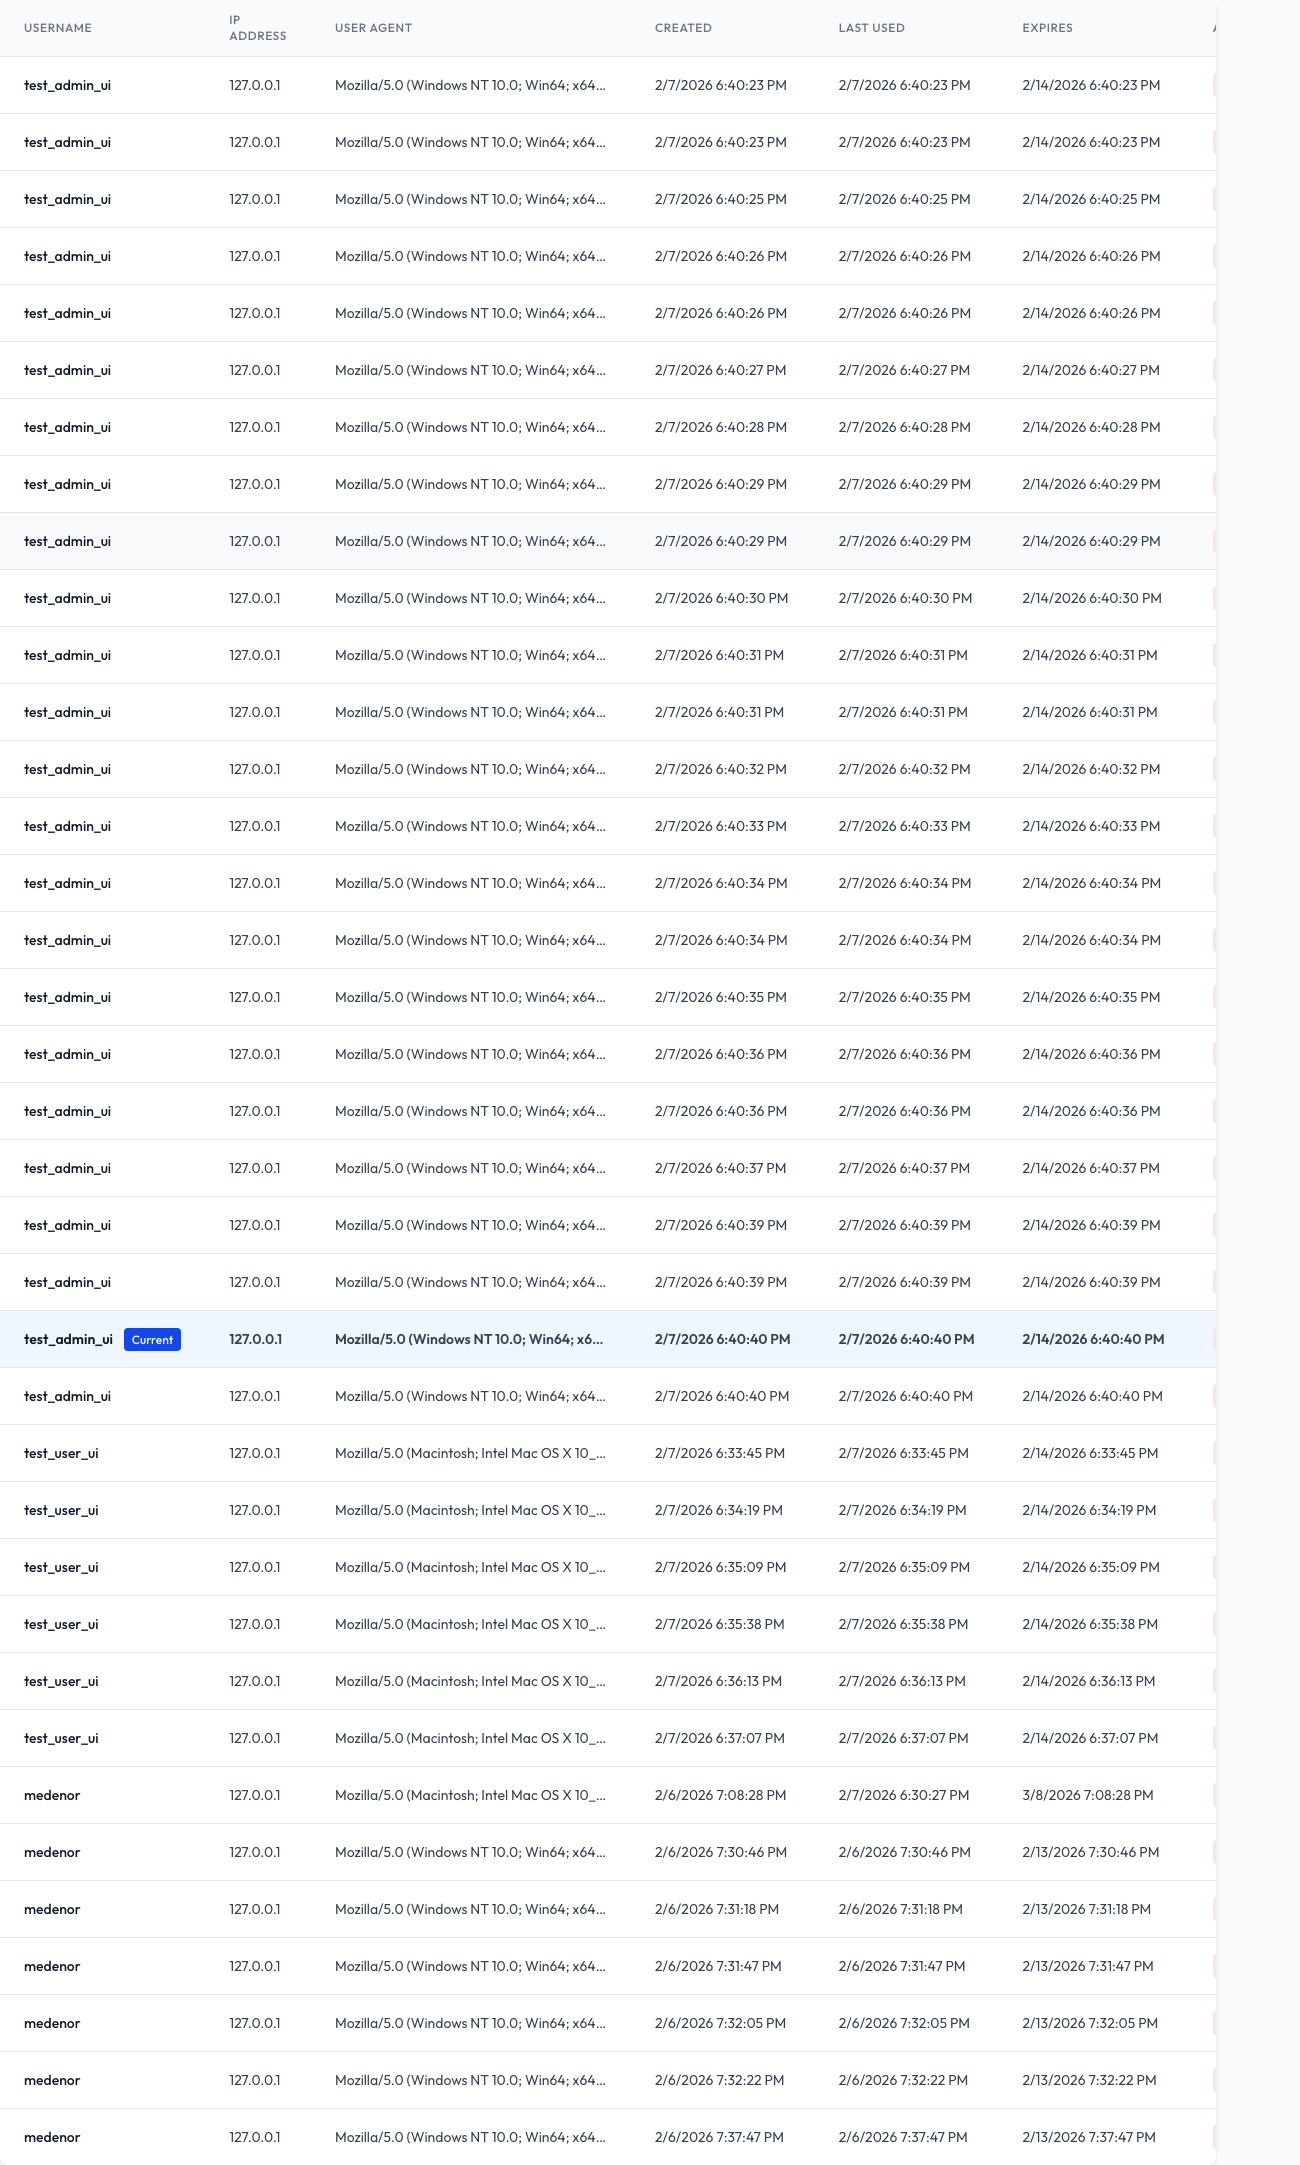 USERNAME IP ADDRESS USER AGENT CREATED LAST USED EXPIRES
test_admin_ui 127.0.0.1 Mozilla/5.0 (Windows NT 10.0; Win64; x64... 2/7/2026 6:40:23 PM 2/7/2026 6:40:23 PM 2/14/2026 6:40:23 PM
test_admin_ui 127.0.0.1 Mozilla/5.0 (Windows NT 10.0; Win64; x64... 2/7/2026 6:40:23 PM 2/7/2026 6:40:23 PM 2/14/2026 6:40:23 PM
test_admin_ui 127.0.0.1 Mozilla/5.0 (Windows NT 10.0; Win64; x64... 2/7/2026 6:40:25 PM 2/7/2026 6:40:25 PM 2/14/2026 6:40:25 PM
test_admin_ui 127.0.0.1 Mozilla/5.0 (Windows NT 10.0; Win64; x64... 2/7/2026 6:40:26 PM 2/7/2026 6:40:26 PM 2/14/2026 6:40:26 PM
test_admin_ui 127.0.0.1 Mozilla/5.0 (Windows NT 10.0; Win64; x64... 2/7/2026 6:40:26 PM 2/7/2026 6:40:26 PM 2/14/2026 6:40:26 PM
test_admin_ui 127.0.0.1 Mozilla/5.0 (Windows NT 10.0; Win64; x64... 2/7/2026 6:40:27 PM 2/7/2026 6:40:27 PM 2/14/2026 6:40:27 PM
test_admin_ui 127.0.0.1 Mozilla/5.0 (Windows NT 10.0; Win64; x64... 2/7/2026 6:40:28 PM 2/7/2026 6:40:28 PM 2/14/2026 6:40:28 PM
test_admin_ui 127.0.0.1 Mozilla/5.0 (Windows NT 10.0; Win64; x64... 2/7/2026 6:40:29 PM 2/7/2026 6:40:29 PM 2/14/2026 6:40:29 PM
test_admin_ui 127.0.0.1 Mozilla/5.0 (Windows NT 10.0; Win64; x64... 2/7/2026 6:40:29 PM 2/7/2026 6:40:29 PM 2/14/2026 6:40:29 PM
test_admin_ui 127.0.0.1 Mozilla/5.0 (Windows NT 10.0; Win64; x64... 2/7/2026 6:40:30 PM 2/7/2026 6:40:30 PM 2/14/2026 6:40:30 PM
test_admin_ui 127.0.0.1 Mozilla/5.0 (Windows NT 10.0; Win64; x64... 2/7/2026 6:40:31 PM 2/7/2026 6:40:31 PM 2/14/2026 6:40:31 PM
test_admin_ui 127.0.0.1 Mozilla/5.0 (Windows NT 10.0; Win64; x64... 2/7/2026 6:40:31 PM 2/7/2026 6:40:31 PM 2/14/2026 6:40:31 PM
test_admin_ui 127.0.0.1 Mozilla/5.0 (Windows NT 10.0; Win64; x64... 2/7/2026 6:40:32 PM 2/7/2026 6:40:32 PM 2/14/2026 6:40:32 PM
test_admin_ui 127.0.0.1 Mozilla/5.0 (Windows NT 10.0; Win64; x64... 2/7/2026 6:40:33 PM 2/7/2026 6:40:33 PM 2/14/2026 6:40:33 PM
test_admin_ui 127.0.0.1 Mozilla/5.0 (Windows NT 10.0; Win64; x64... 2/7/2026 6:40:34 PM 2/7/2026 6:40:34 PM 2/14/2026 6:40:34 PM
test_admin_ui 127.0.0.1 Mozilla/5.0 (Windows NT 10.0; Win64; x64... 2/7/2026 6:40:34 PM 2/7/2026 6:40:34 PM 2/14/2026 6:40:34 PM
test_admin_ui 127.0.0.1 Mozilla/5.0 (Windows NT 10.0; Win64; x64... 2/7/2026 6:40:35 PM 2/7/2026 6:40:35 PM 2/14/2026 6:40:35 PM
test_admin_ui 127.0.0.1 Mozilla/5.0 (Windows NT 10.0; Win64; x64... 2/7/2026 6:40:36 PM 2/7/2026 6:40:36 PM 2/14/2026 6:40:36 PM
test_admin_ui 127.0.0.1 Mozilla/5.0 (Windows NT 10.0; Win64; x64... 2/7/2026 6:40:36 PM 2/7/2026 6:40:36 PM 2/14/2026 6:40:36 PM
test_admin_ui 127.0.0.1 Mozilla/5.0 (Windows NT 10.0; Win64; x64... 2/7/2026 6:40:37 PM 2/7/2026 6:40:37 PM 2/14/2026 6:40:37 PM
test_admin_ui 127.0.0.1 Mozilla/5.0 (Windows NT 10.0; Win64; x64... 2/7/2026 6:40:39 PM 2/7/2026 6:40:39 PM 2/14/2026 6:40:39 PM
test_admin_ui 127.0.0.1 Mozilla/5.0 (Windows NT 10.0; Win64; x64... 2/7/2026 6:40:39 PM 2/7/2026 6:40:39 PM 2/14/2026 6:40:39 PM
test_admin_ui Current 127.0.0.1 Mozilla/5.0 (Windows NT 10.0; Win64; x6... 2/7/2026 6:40:40 PM 2/7/2026 6:40:40 PM 2/14/2026 6:40:40 PM
test_admin_ui 127.0.0.1 Mozilla/5.0 (Windows NT 10.0; Win64; x64... 2/7/2026 6:40:40 PM 2/7/2026 6:40:40 PM 2/14/2026 6:40:40 PM
test_user_ui 127.0.0.1 Mozilla/5.0 (Macintosh; Intel Mac OS X 10_... 2/7/2026 6:33:45 PM 2/7/2026 6:33:45 PM 2/14/2026 6:33:45 PM
test_user_ui 127.0.0.1 Mozilla/5.0 (Macintosh; Intel Mac OS X 10_... 2/7/2026 6:34:19 PM 2/7/2026 6:34:19 PM 2/14/2026 6:34:19 PM
test_user_ui 127.0.0.1 Mozilla/5.0 (Macintosh; Intel Mac OS X 10_... 2/7/2026 6:35:09 PM 2/7/2026 6:35:09 PM 2/14/2026 6:35:09 PM
test_user_ui 127.0.0.1 Mozilla/5.0 (Macintosh; Intel Mac OS X 10_... 2/7/2026 6:35:38 PM 2/7/2026 6:35:38 PM 2/14/2026 6:35:38 PM
test_user_ui 127.0.0.1 Mozilla/5.0 (Macintosh; Intel Mac OS X 10_... 2/7/2026 6:36:13 PM 2/7/2026 6:36:13 PM 2/14/2026 6:36:13 PM
test_user_ui 127.0.0.1 Mozilla/5.0 (Macintosh; Intel Mac OS X 10_... 2/7/2026 6:37:07 PM 2/7/2026 6:37:07 PM 2/14/2026 6:37:07 PM
medenor 127.0.0.1 Mozilla/5.0 (Macintosh; Intel Mac OS X 10_... 2/6/2026 7:08:28 PM 2/7/2026 6:30:27 PM 3/8/2026 7:08:28 PM
medenor 127.0.0.1 Mozilla/5.0 (Windows NT 10.0; Win64; x64... 2/6/2026 7:30:46 PM 2/6/2026 7:30:46 PM 2/13/2026 7:30:46 PM
medenor 127.0.0.1 Mozilla/5.0 (Windows NT 10.0; Win64; x64... 2/6/2026 7:31:18 PM 2/6/2026 7:31:18 PM 2/13/2026 7:31:18 PM
medenor 127.0.0.1 Mozilla/5.0 (Windows NT 10.0; Win64; x64... 2/6/2026 7:31:47 PM 2/6/2026 7:31:47 PM 2/13/2026 7:31:47 PM
medenor 127.0.0.1 Mozilla/5.0 (Windows NT 10.0; Win64; x64... 2/6/2026 7:32:05 PM 2/6/2026 7:32:05 PM 2/13/2026 7:32:05 PM
medenor 127.0.0.1 Mozilla/5.0 (Windows NT 10.0; Win64; x64... 2/6/2026 7:32:22 PM 2/6/2026 7:32:22 PM 2/13/2026 7:32:22 PM
medenor 127.0.0.1 Mozilla/5.0 (Windows NT 10.0; Win64; x64... 2/6/2026 7:37:47 PM 2/6/2026 7:37:47 PM 2/13/2026 7:37:47 PM